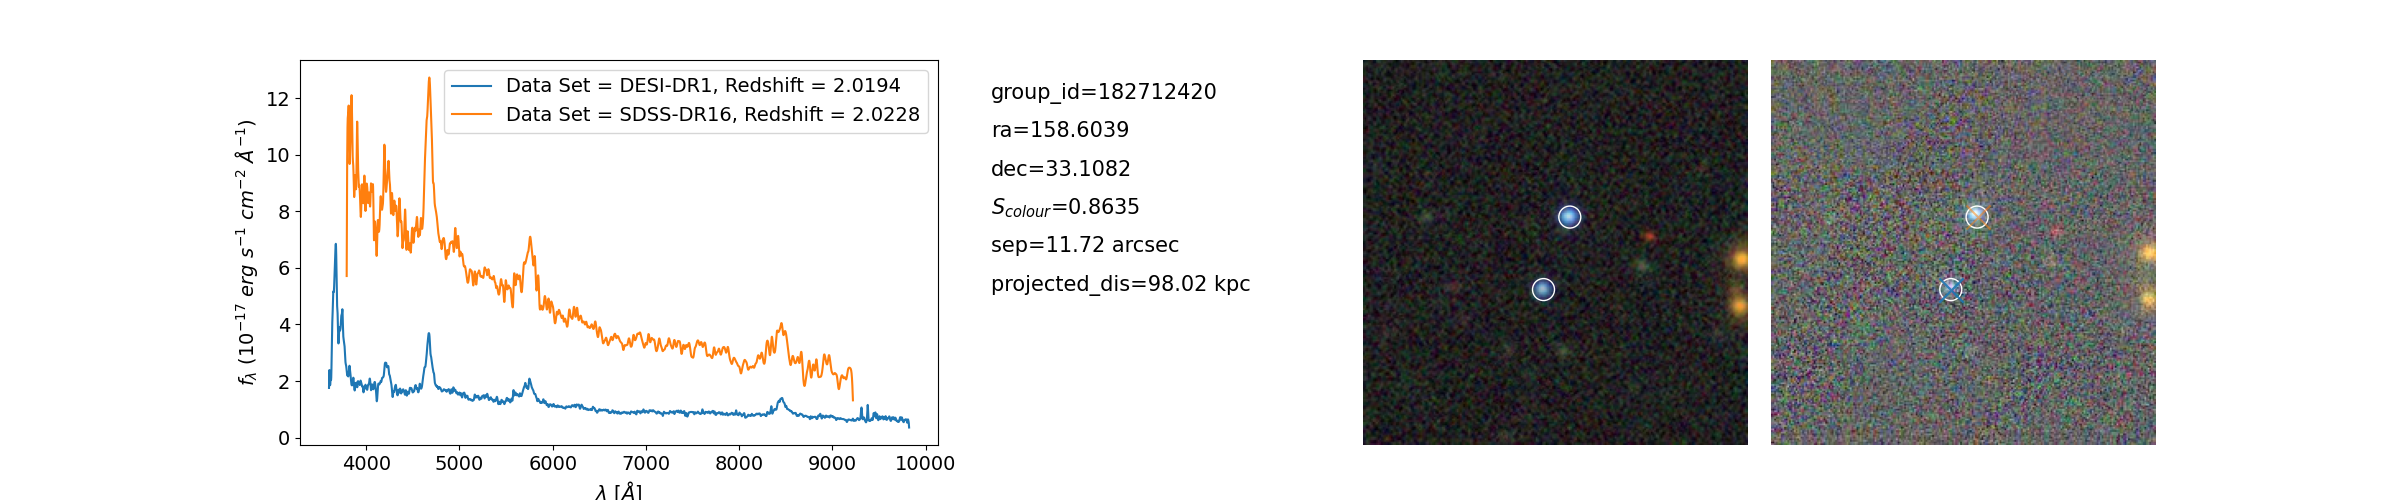 Data Set = DESI-DR1, Redshift = 2.0194
Data Set = SDSS-DR16, Redshift = 2.0228
12
10
8
6
4
2
0
4000 5000 6000 7000 8000 9000 10000
λ [Å]
f_λ (10⁻¹⁷ erg s⁻¹ cm⁻² Å⁻¹)
group_id=182712420
ra=158.6039
dec=33.1082
S_colour=0.8635
sep=11.72 arcsec
projected_dis=98.02 kpc